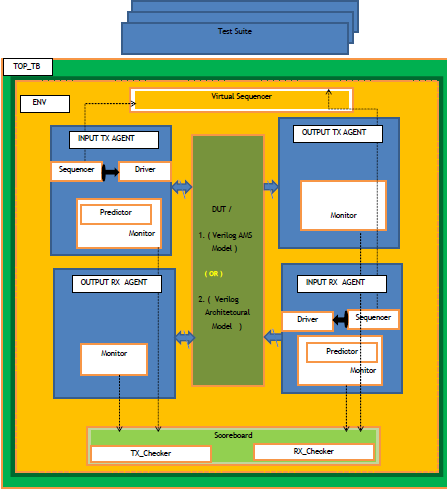 Test Suite
TOP_TB
ENV
Virtual Sequencer
INPUT TX AGENT
Sequencer
Driver
Predictor
Monitor
OUTPUT TX AGENT
Monitor
DUT /
1. ( Verilog AMS
Model )
( OR )
2. ( Verilog
Architetoural
Model )
OUTPUT RX AGENT
Monitor
INPUT RX AGENT
Driver
Sequencer
Predictor
Monitor
Scoreboard
TX_Checker
RX_Checker